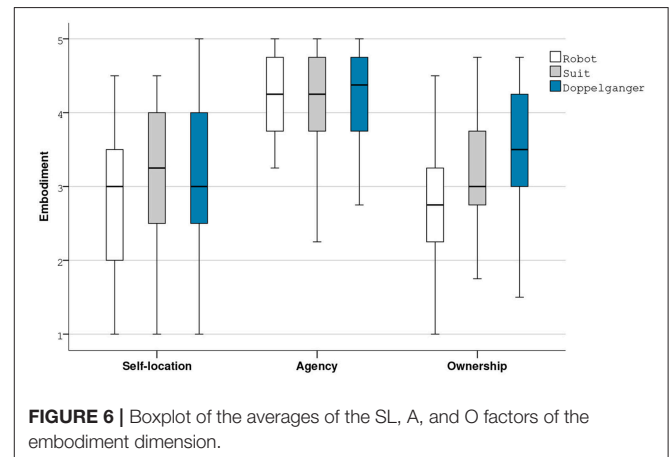 5
4
3
2
1
Embodiment
Robot
Suit
Doppelganger
Self-location
Agency
Ownership
FIGURE 6 | Boxplot of the averages of the SL, A, and O factors of the
embodiment dimension.